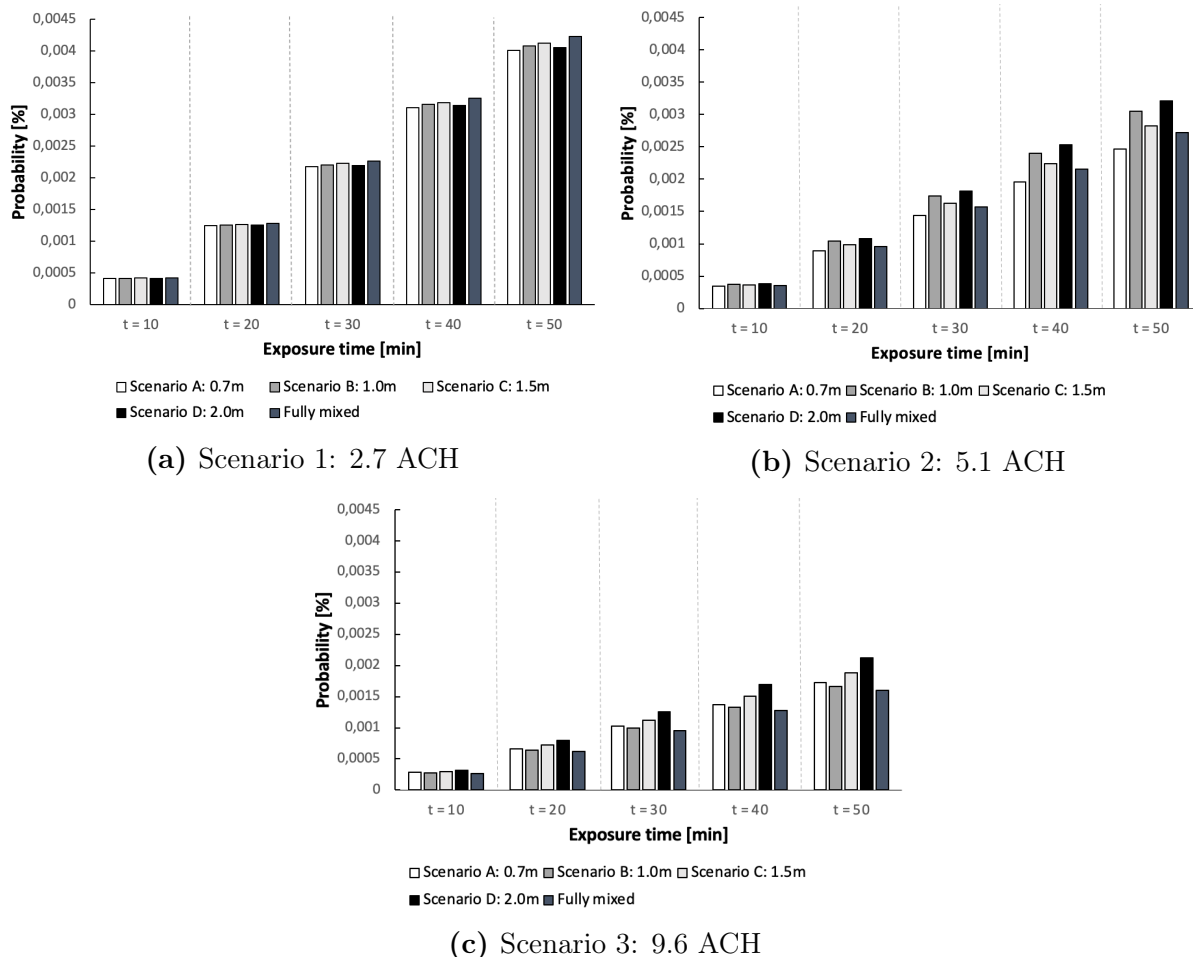 0,0045
0,004
0,0035
0,003
0,0025
0,002
0,0015
0,001
0,0005
0
Probability [%]
t = 10 t = 20 t = 30 t = 40 t = 50
Exposure time [min]
Scenario A: 0.7m Scenario B: 1.0m Scenario C: 1.5m
Scenario D: 2.0m Fully mixed
(a) Scenario 1: 2.7 ACH
0,0045
0,004
0,0035
0,003
0,0025
0,002
0,0015
0,001
0,0005
0
Probability [%]
t = 10 t = 20 t = 30 t = 40 t = 50
Exposure time [min]
Scenario A: 0.7m Scenario B: 1.0m Scenario C: 1.5m
Scenario D: 2.0m Fully mixed
(b) Scenario 2: 5.1 ACH
0,0045
0,004
0,0035
0,003
0,0025
0,002
0,0015
0,001
0,0005
0
Probability [%]
t = 10 t = 20 t = 30 t = 40 t = 50
Exposure time [min]
Scenario A: 0.7m Scenario B: 1.0m Scenario C: 1.5m
Scenario D: 2.0m Fully mixed
(c) Scenario 3: 9.6 ACH